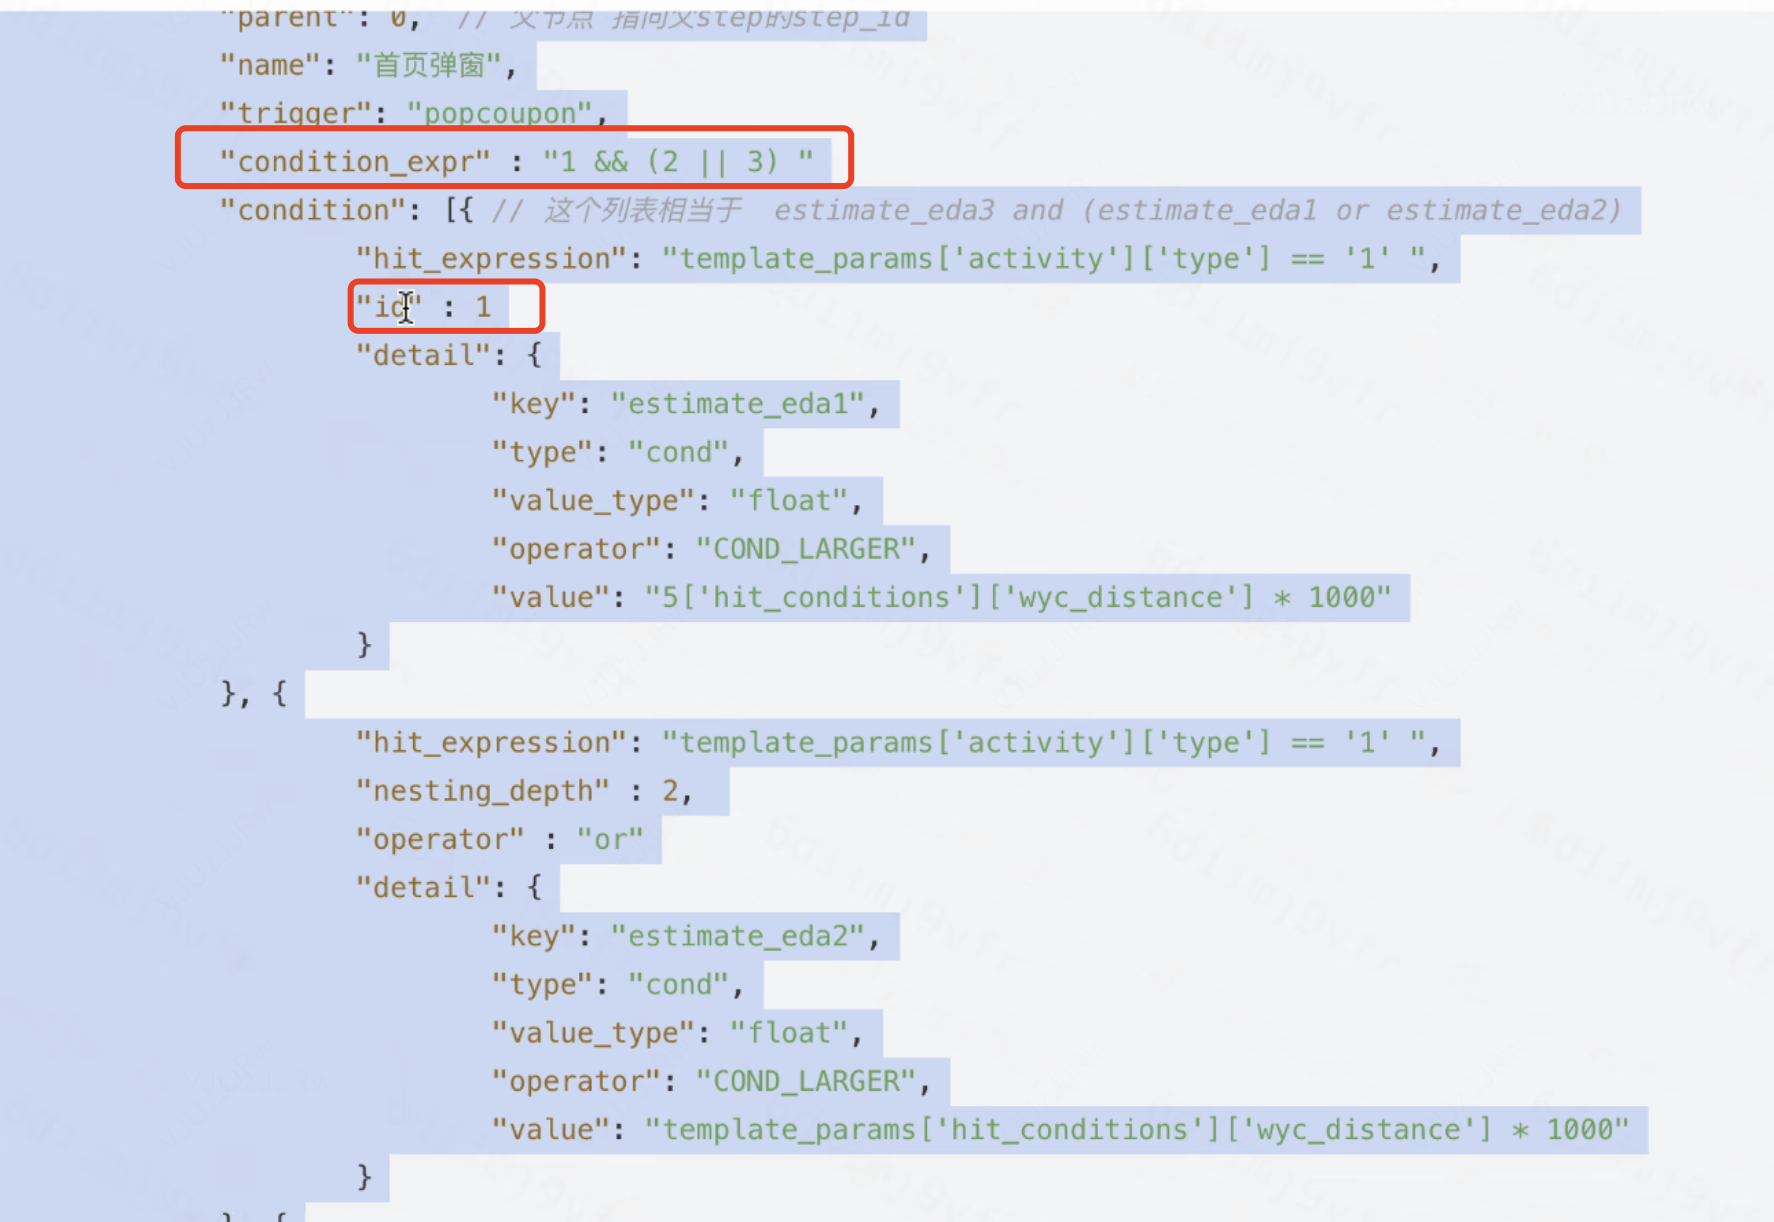 "parent": 0, // 父节点 指向父step的step_id
"name": "首页弹窗",
"trigger": "popcoupon",
"condition_expr" : "1 && (2 || 3) "
"condition": [{ // 这个列表相当于 estimate_eda3 and (estimate_eda1 or estimate_eda2)
"hit_expression": "template_params['activity']['type'] == '1' ",
"id" : 1
"detail": {
"key": "estimate_eda1",
"type": "cond",
"value_type": "float",
"operator": "COND_LARGER",
"value": "5['hit_conditions']['wyc_distance'] * 1000"
}
}, {
"hit_expression": "template_params['activity']['type'] == '1' ",
"nesting_depth" : 2,
"operator" : "or"
"detail": {
"key": "estimate_eda2",
"type": "cond",
"value_type": "float",
"operator": "COND_LARGER",
"value": "template_params['hit_conditions']['wyc_distance'] * 1000"
}
}, {